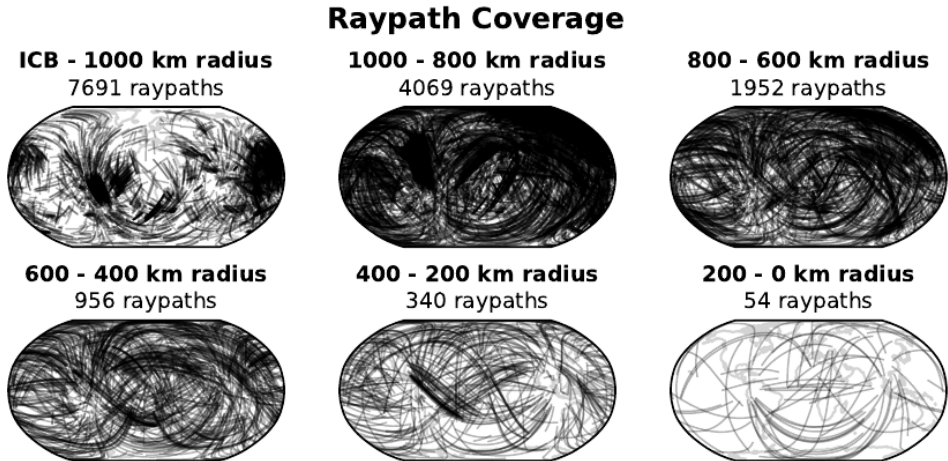 Raypath Coverage
ICB - 1000 km radius
7691 raypaths
1000 - 800 km radius
4069 raypaths
800 - 600 km radius
1952 raypaths
600 - 400 km radius
956 raypaths
400 - 200 km radius
340 raypaths
200 - 0 km radius
54 raypaths